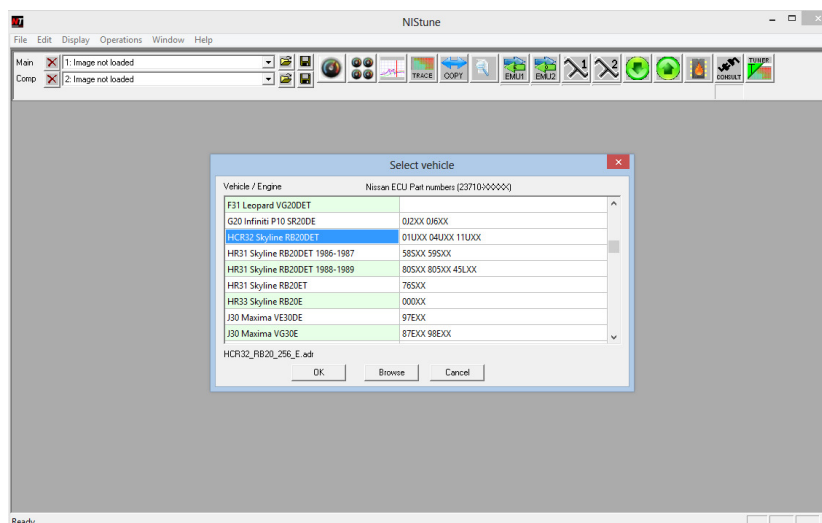 NIStune
File Edit Display Operations Window Help
Main 1: Image not loaded
Comp 2: Image not loaded
TRACE COPY EMU1 EMU2 1 2 CONSULT TUNER
Select vehicle
Vehicle / Engine Nissan ECU Part numbers (23710-XXXXX)
F31 Leopard VG20DET
G20 Infiniti P10 SR20DE 0J2XX 0J6XX
HCR32 Skyline RB20DET 01UXX 04UXX 11UXX
HR31 Skyline RB20DET 1986-1987 58SXX 59SXX
HR31 Skyline RB20DET 1988-1989 80SXX 805XX 45LXX
HR31 Skyline RB20ET 76SXX
HR33 Skyline RB20E 000XX
J30 Maxima VE30DE 97EXX
J30 Maxima VG30E 87EXX 98EXX
HCR32_RB20_256_E.adr
OK Browse Cancel
Ready